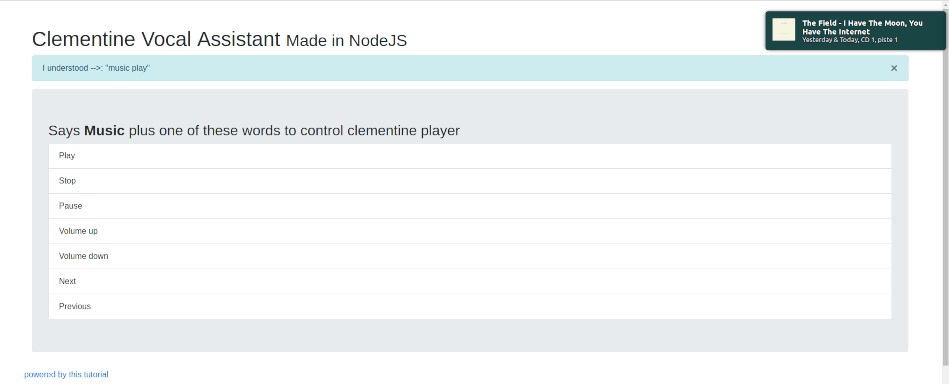 Clementine Vocal Assistant Made in NodeJS
The Field - I Have The Moon, You
Have The Internet
Yesterday & Today, CD 1, piste 1
I understood -->: "music play"
×
Says Music plus one of these words to control clementine player
Play
Stop
Pause
Volume up
Volume down
Next
Previous
powered by this tutorial